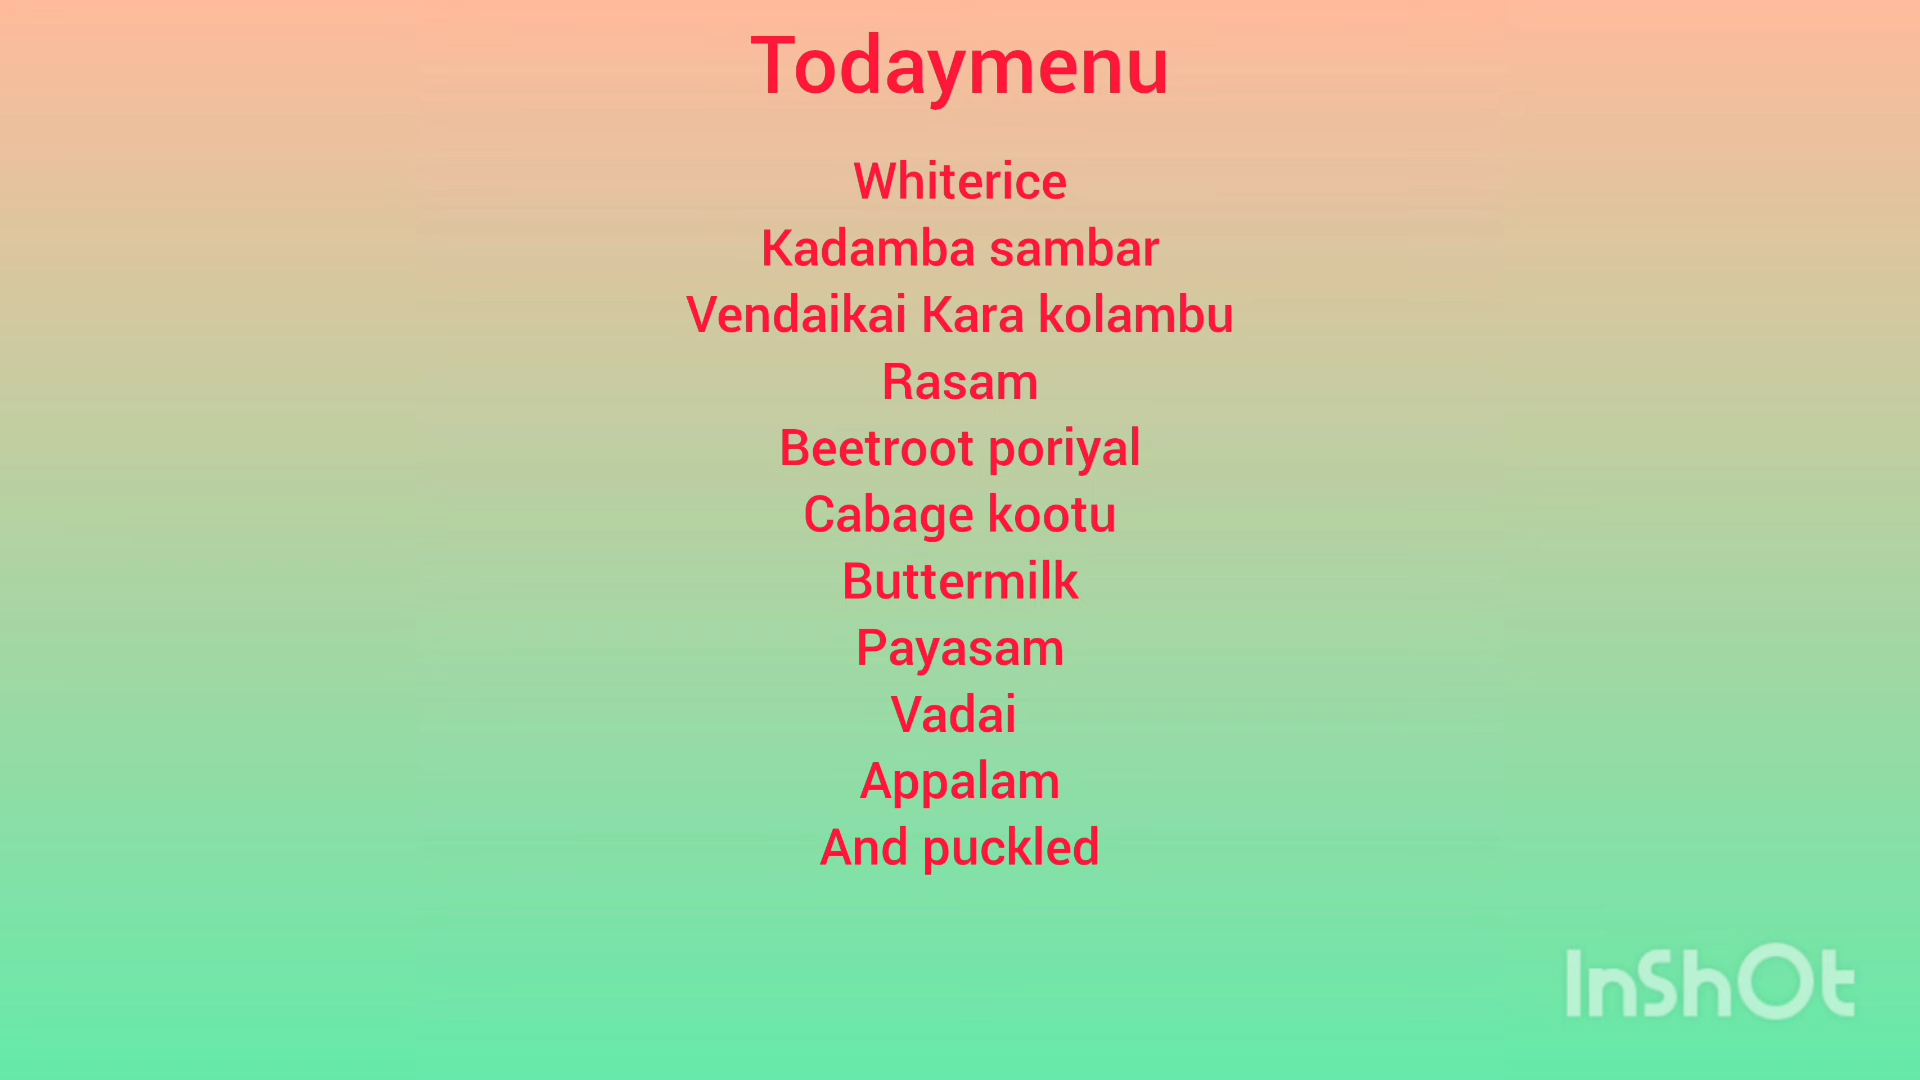 Todaymenu
Whiterice
Kadamba sambar
Vendaikai Kara kolambu
Rasam
Beetroot poriyal
Cabage kootu
Buttermilk
Payasam
Vadai
Appalam
And puckled
InShOt